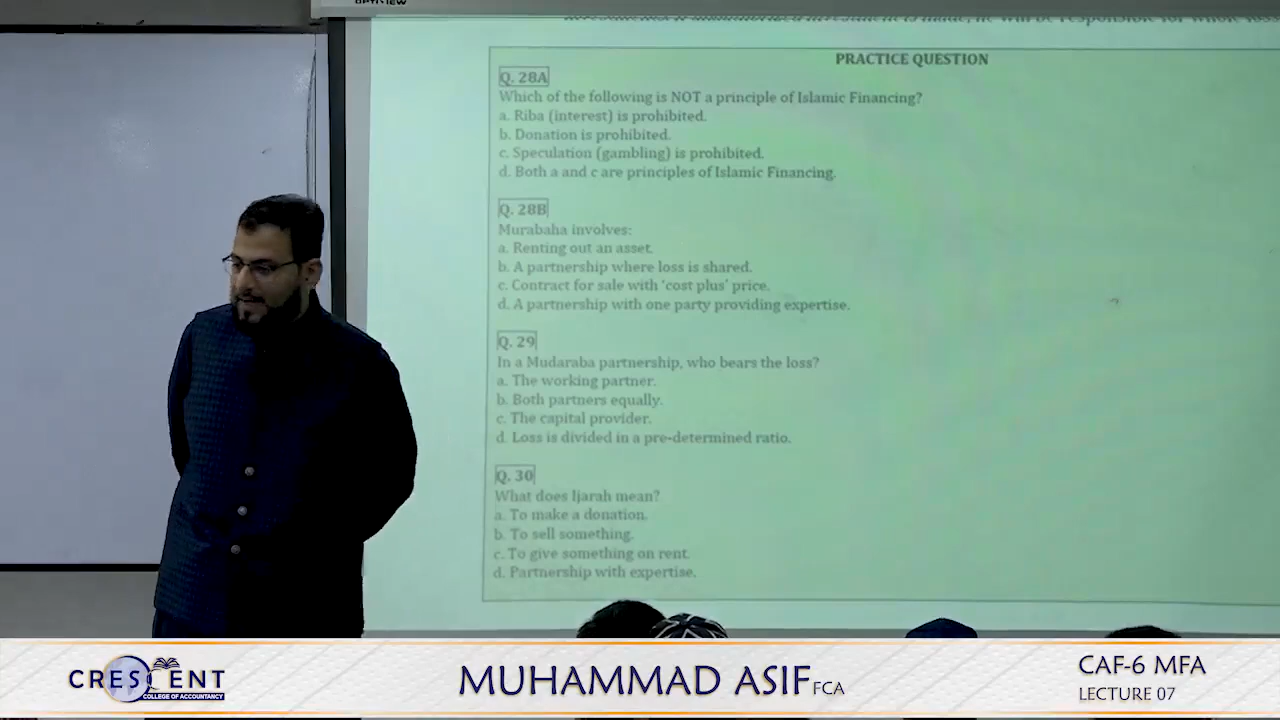 PRACTICE QUESTION
Q. 28A
Which of the following is NOT a principle of Islamic Financing?
a. Riba (interest) is prohibited.
b. Donation is prohibited.
c. Speculation (gambling) is prohibited.
d. Both a and c are principles of Islamic Financing.
Q. 28B
Murabaha involves:
a. Renting out an asset.
b. A partnership where loss is shared.
c. Contract for sale with 'cost plus' price.
d. A partnership with one party providing expertise.
Q. 29
In a Mudaraba partnership, who bears the loss?
a. The working partner.
b. Both partners equally.
c. The capital provider.
d. Loss is divided in a pre-determined ratio.
Q. 30
What does Ijarah mean?
a. To make a donation.
b. To sell something.
c. To give something on rent.
d. Partnership with expertise.
CRESCENT
COLLEGE OF ACCOUNTANCY
MUHAMMAD ASIF FCA
CAF-6 MFA
LECTURE 07